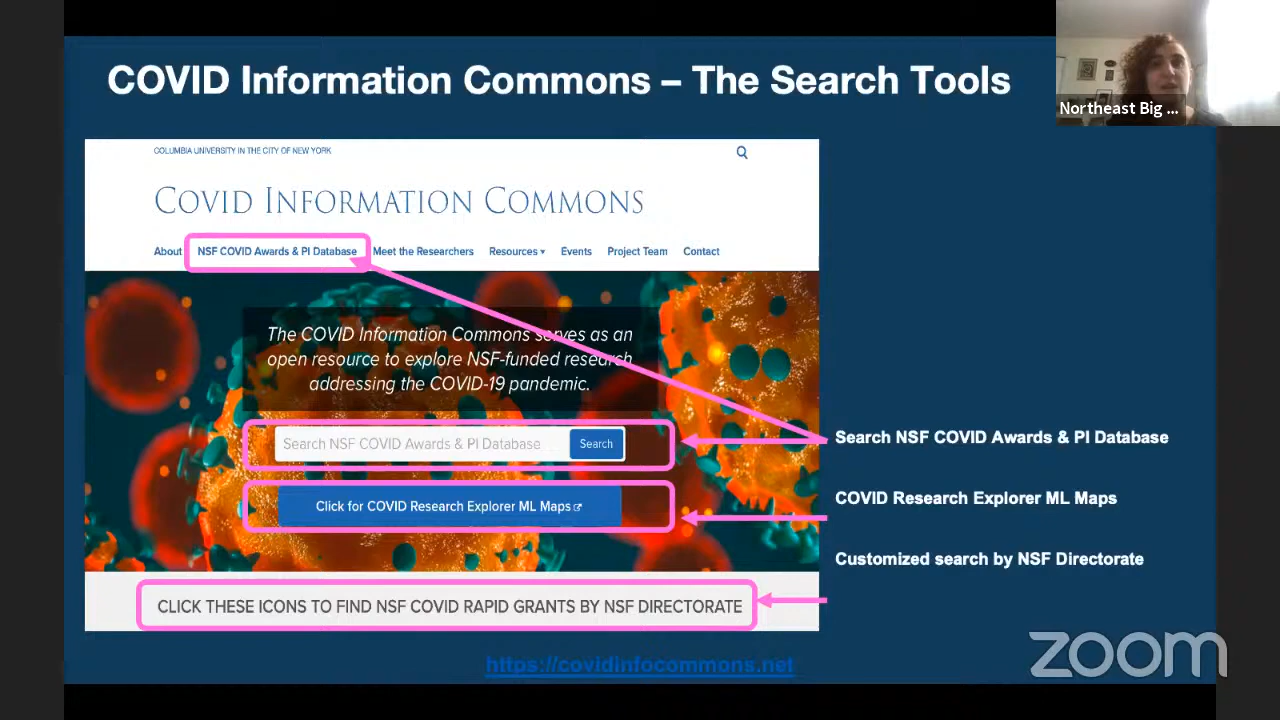 COVID Information Commons – The Search Tools
Northeast Big ...
COLUMBIA UNIVERSITY IN THE CITY OF NEW YORK
COVID INFORMATION COMMONS
About NSF COVID Awards & PI Database Meet the Researchers Resources Events Project Team Contact
The COVID Information Commons serves as an
open resource to explore NSF-funded research
addressing the COVID-19 pandemic.
Search NSF COVID Awards & PI Database Search
Search NSF COVID Awards & PI Database
Click for COVID Research Explorer ML Maps
COVID Research Explorer ML Maps
Customized search by NSF Directorate
CLICK THESE ICONS TO FIND NSF COVID RAPID GRANTS BY NSF DIRECTORATE
https://covidinfocommons.net
zoom